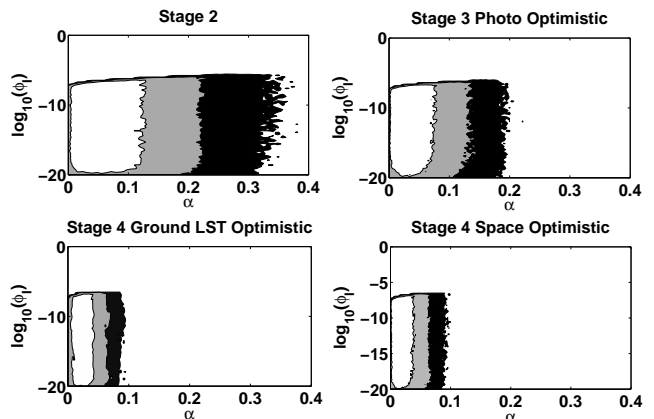 Stage 2
0
−10
−20
log10(ϕI)
0 0.1 0.2 0.3 0.4
α
Stage 3 Photo Optimistic
0
−5
−10
−15
−20
log10(ϕI)
0 0.1 0.2 0.3 0.4
α
Stage 4 Ground LST Optimistic
0
−10
−20
log10(ϕI)
0 0.1 0.2 0.3 0.4
α
Stage 4 Space Optimistic
0
−5
−10
−15
−20
log10(ϕI)
0 0.1 0.2 0.3 0.4
α